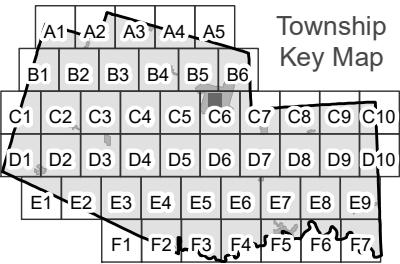 Township
Key Map
A1 A2 A3 A4 A5
B1 B2 B3 B4 B5 B6
C1 C2 C3 C4 C5 C6 C7 C8 C9 C10
D1 D2 D3 D4 D5 D6 D7 D8 D9 D10
E1 E2 E3 E4 E5 E6 E7 E8 E9
F1 F2 F3 F4 F5 F6 F7